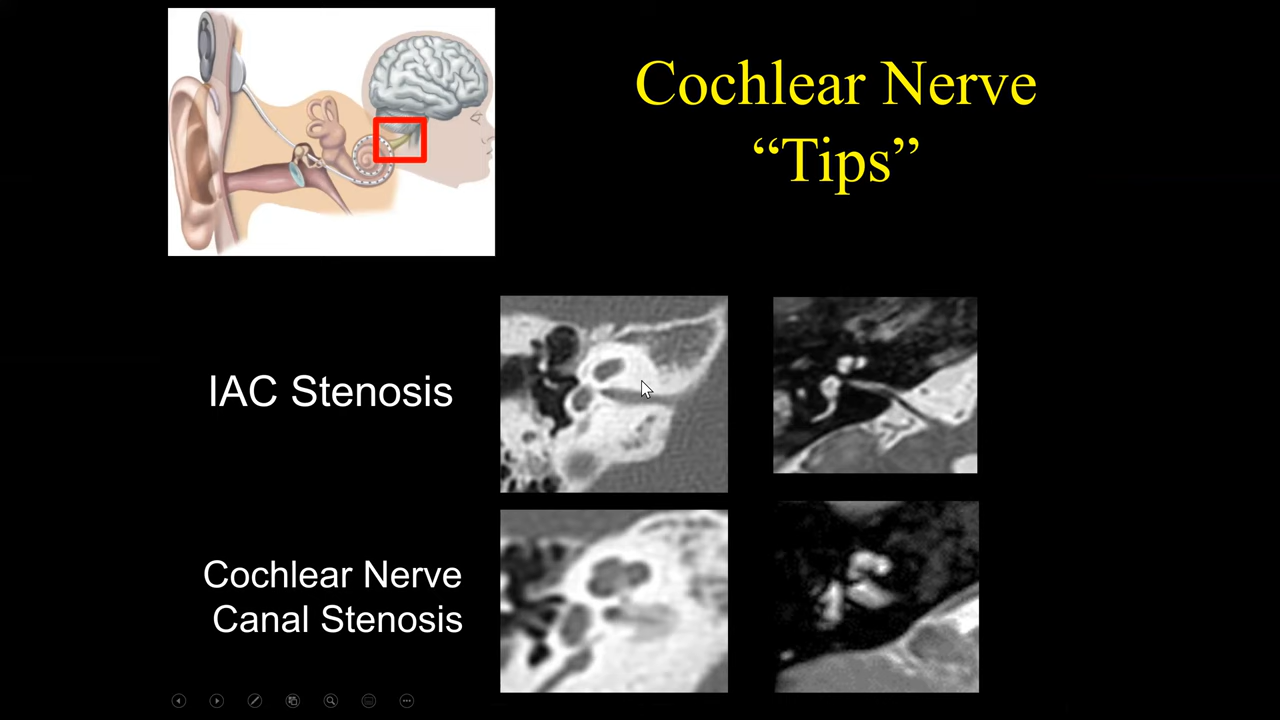 Cochlear Nerve
“Tips”
IAC Stenosis
Cochlear Nerve
Canal Stenosis